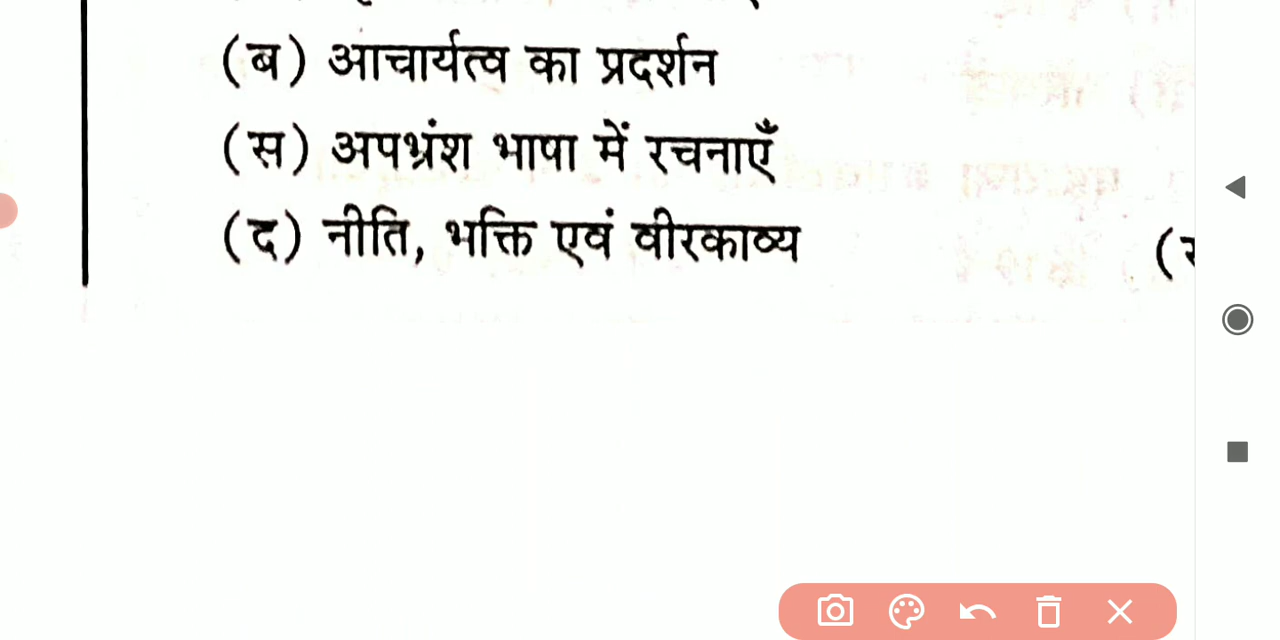 (ब) आचार्यत्व का प्रदर्शन
(स) अपभ्रंश भाषा में रचनाएँ
(द) नीति, भक्ति एवं वीरकाव्य